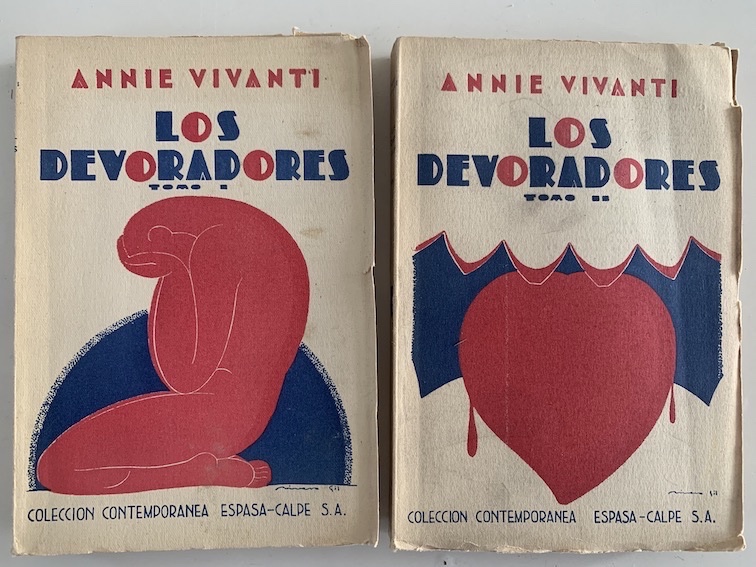 ANNIE VIVANTI
LOS
DEVORADORES
TOMO I
COLECCION CONTEMPORANEA ESPASA-CALPE S.A.
ANNIE VIVANTI
LOS
DEVORADORES
TOMO II
COLECCION CONTEMPORANEA ESPASA-CALPE S.A.